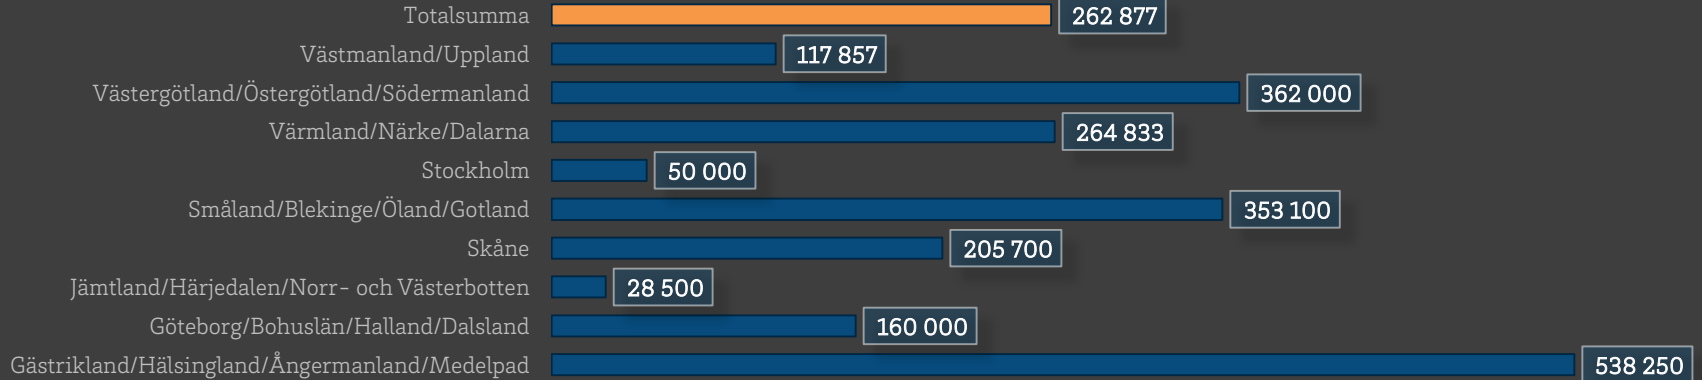 Totalsumma 262 877
Västmanland/Uppland 117 857
Västergötland/Östergötland/Södermanland 362 000
Värmland/Närke/Dalarna 264 833
Stockholm 50 000
Småland/Blekinge/Öland/Gotland 353 100
Skåne 205 700
Jämtland/Härjedalen/Norr- och Västerbotten 28 500
Göteborg/Bohuslän/Halland/Dalsland 160 000
Gästrikland/Hälsingland/Ångermanland/Medelpad 538 250